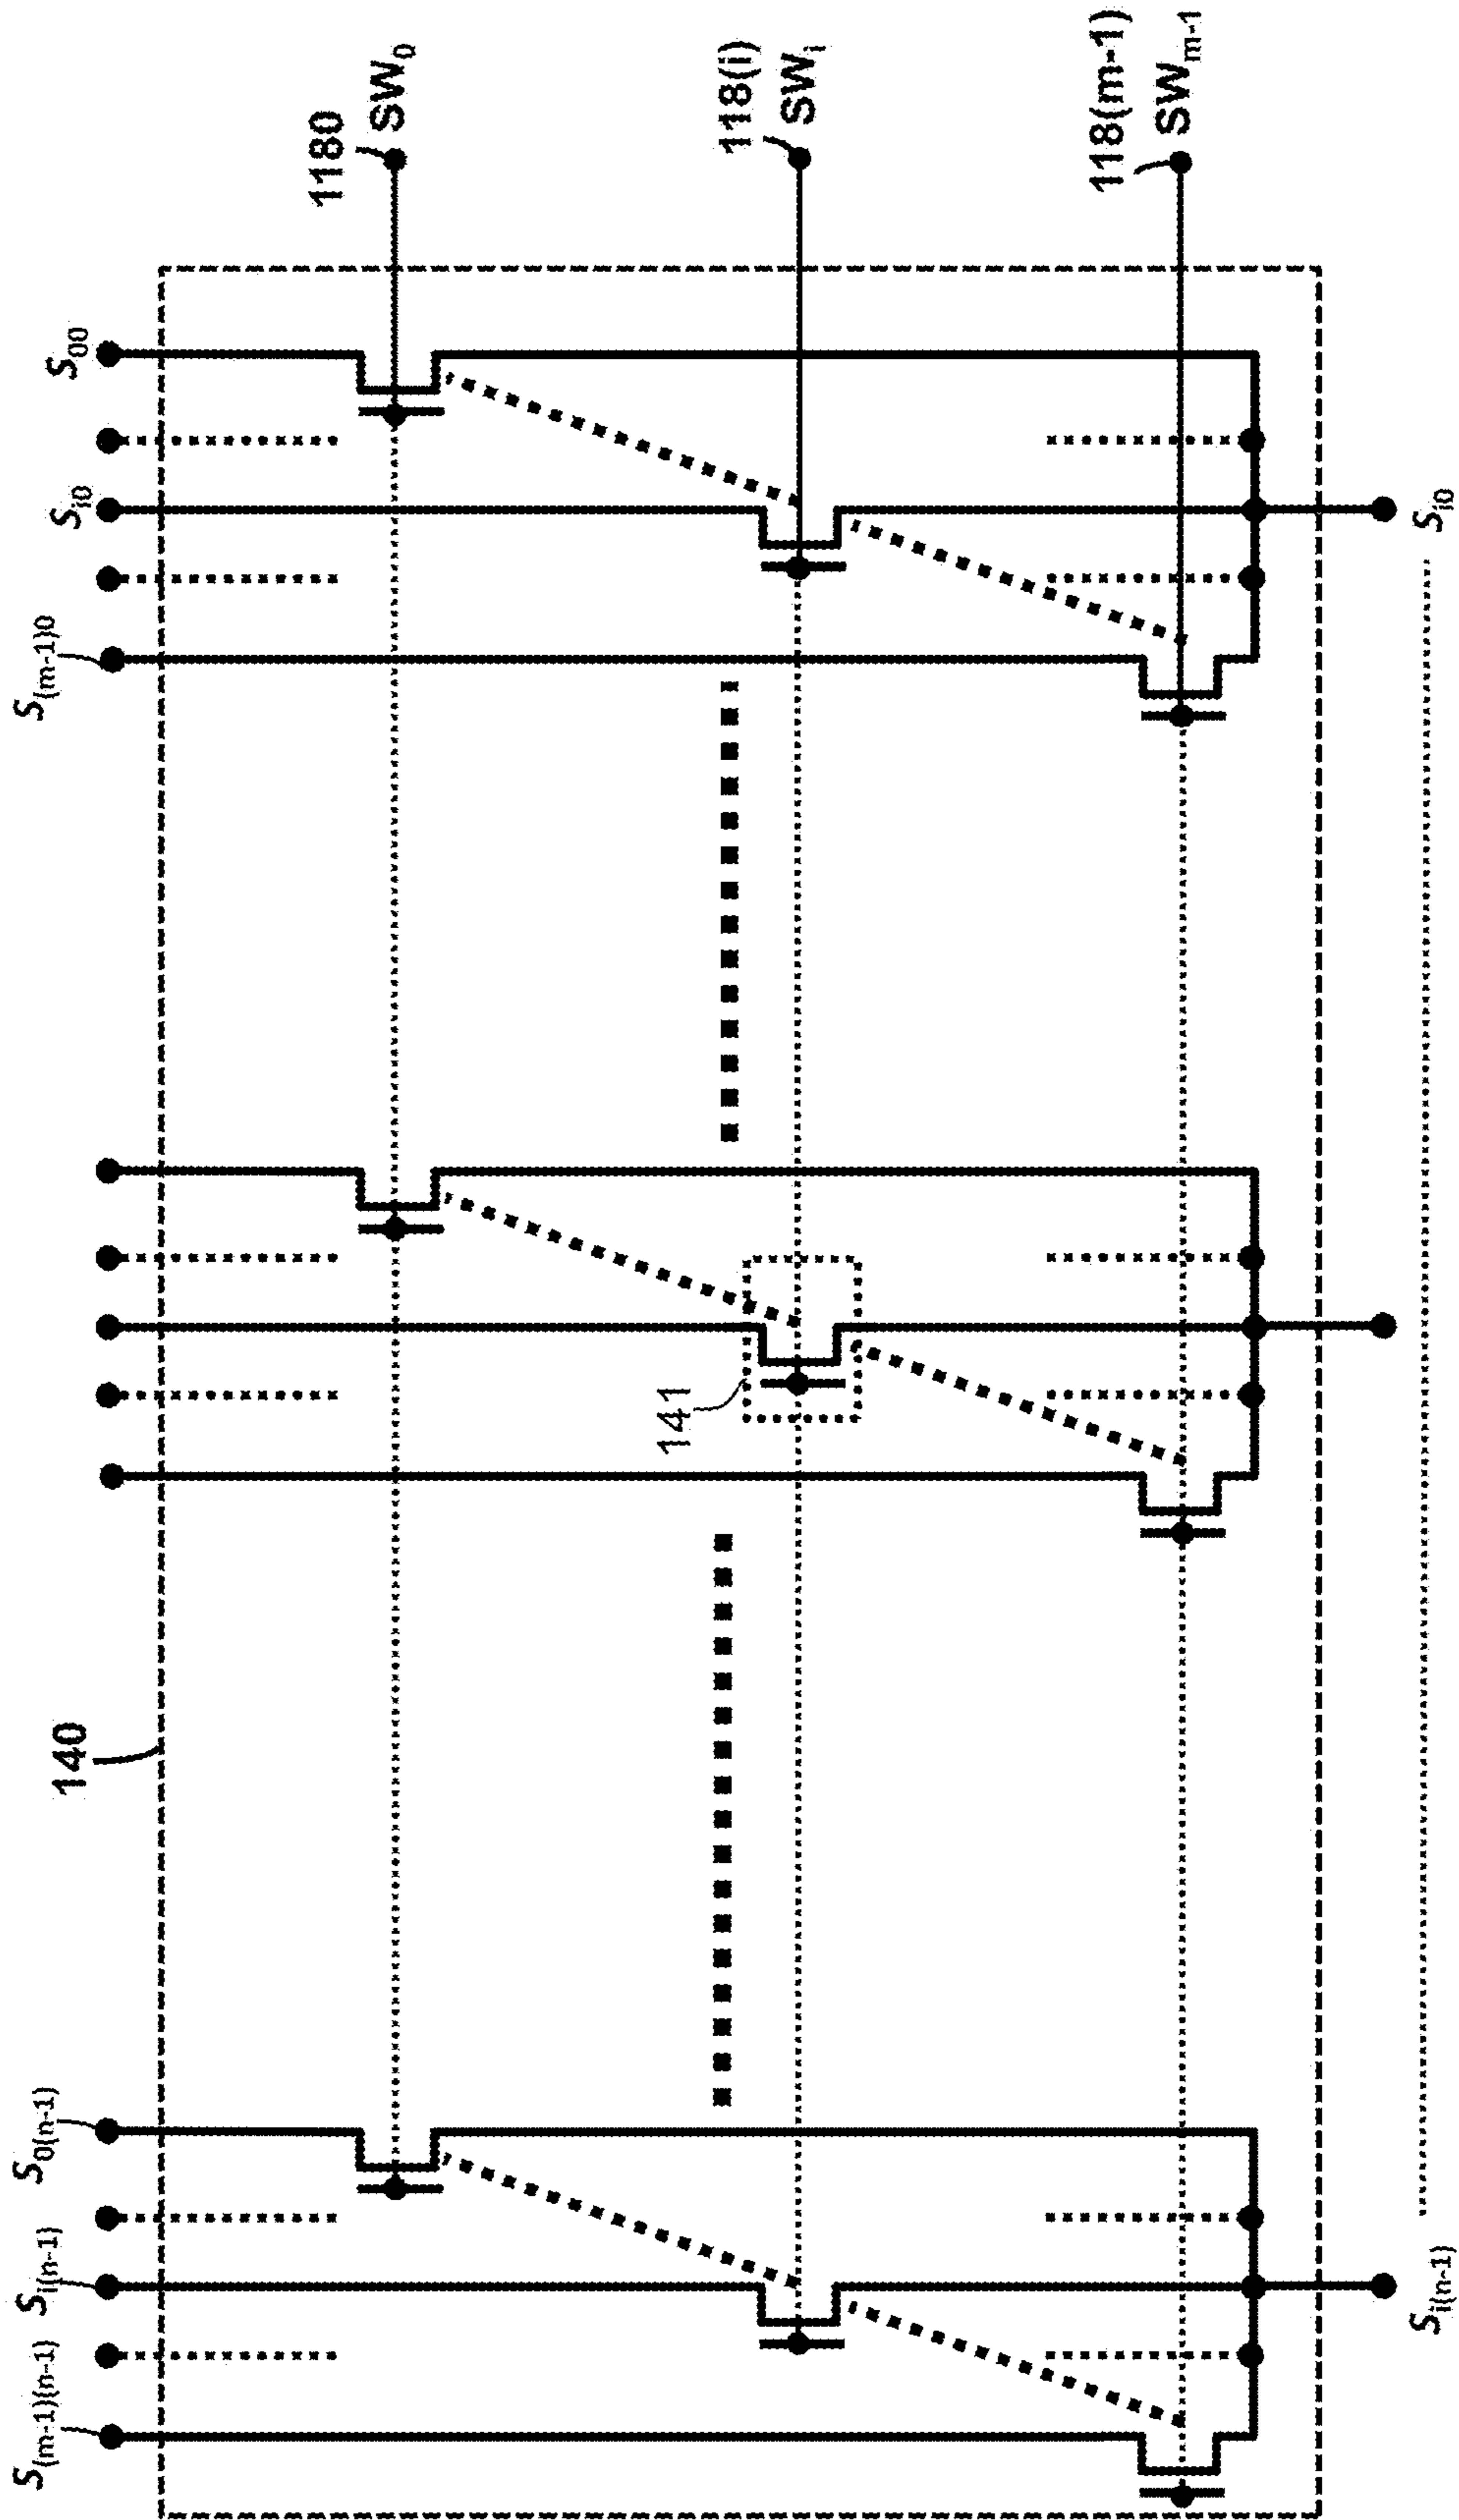 1180
SW0
118(i)
SWi
118(m-1)
SWm-1
S00
Si0
S(m-1)0
141
140
S0(n-1)
Si(n-1)
S(m-1)(n-1)
Si0
Si(n-1)